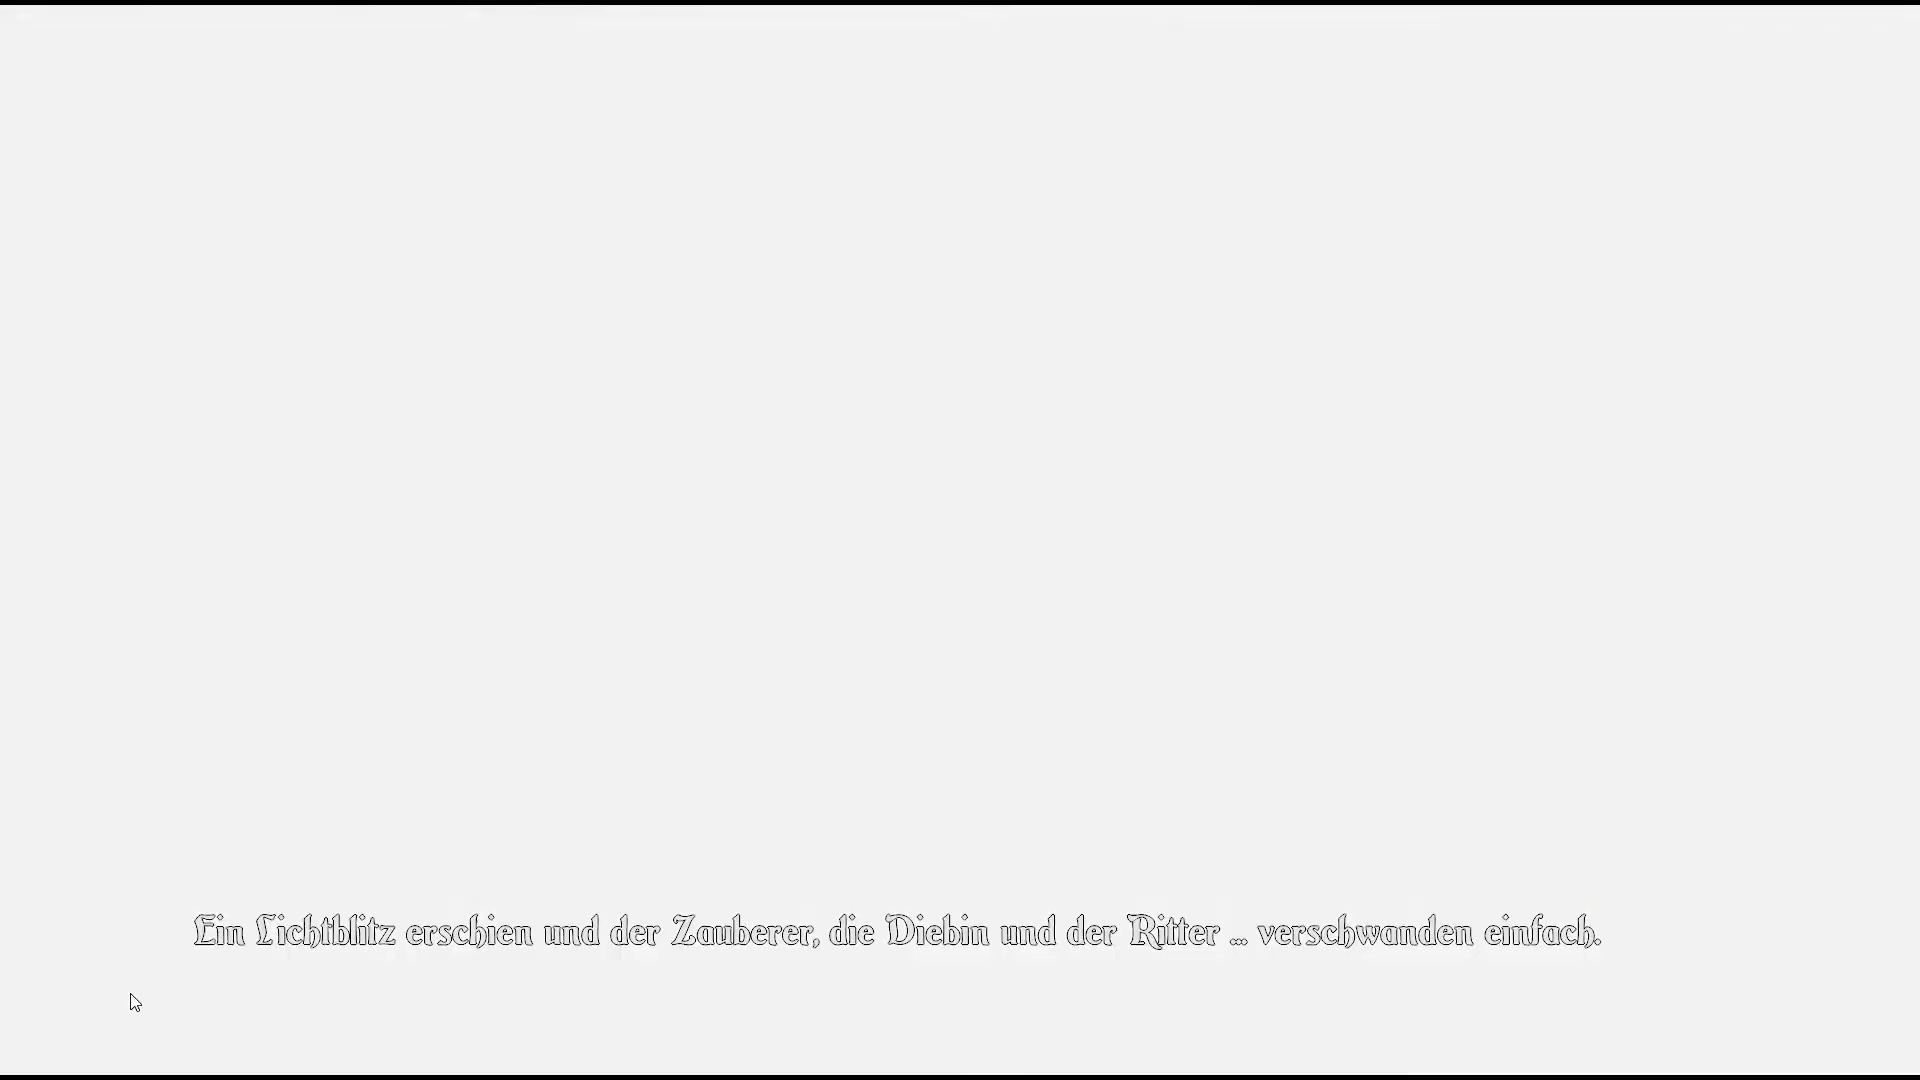 Ein Lichtblitz erschien und der Zauberer, die Diebin und der Ritter ... verschwanden einfach.